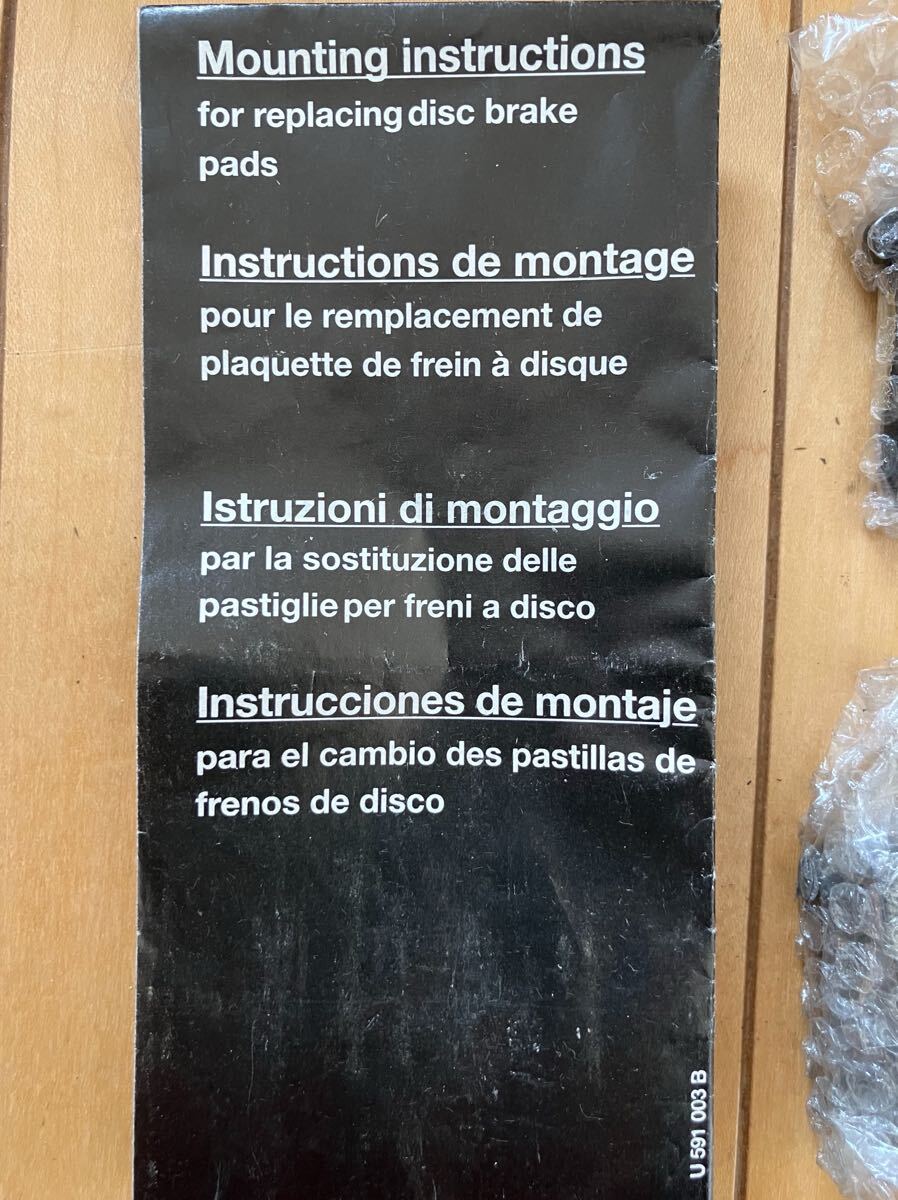 Mounting instructions
for replacing disc brake
pads
Instructions de montage
pour le remplacement de
plaquette de frein à disque
Istruzioni di montaggio
par la sostituzione delle
pastiglie per freni a disco
Instrucciones de montaje
para el cambio des pastillas de
frenos de disco
U 591 003 B